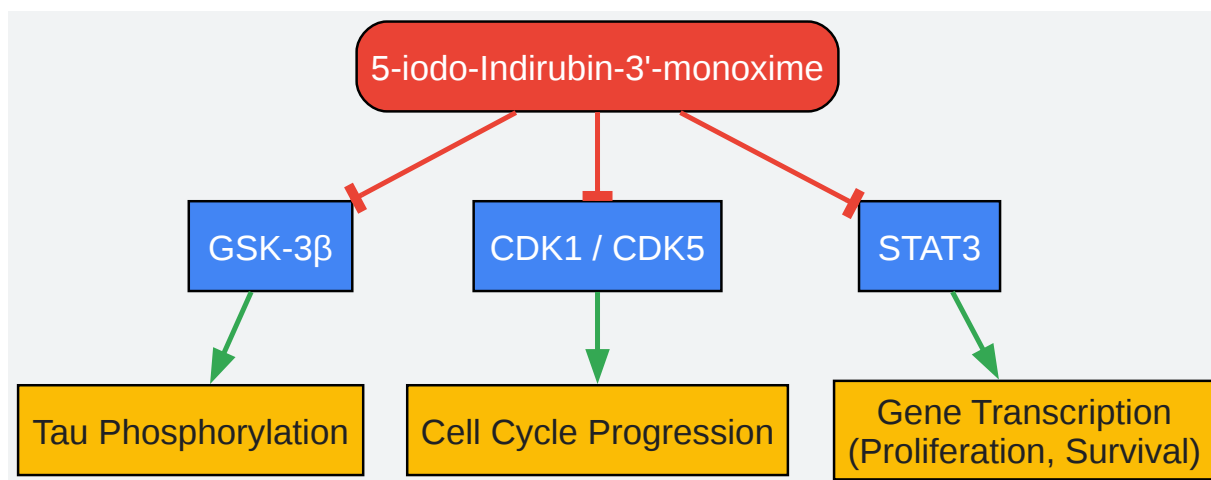 5-iodo-Indirubin-3'-monoxime
GSK-3β
CDK1 / CDK5
STAT3
Tau Phosphorylation
Cell Cycle Progression
Gene Transcription
(Proliferation, Survival)